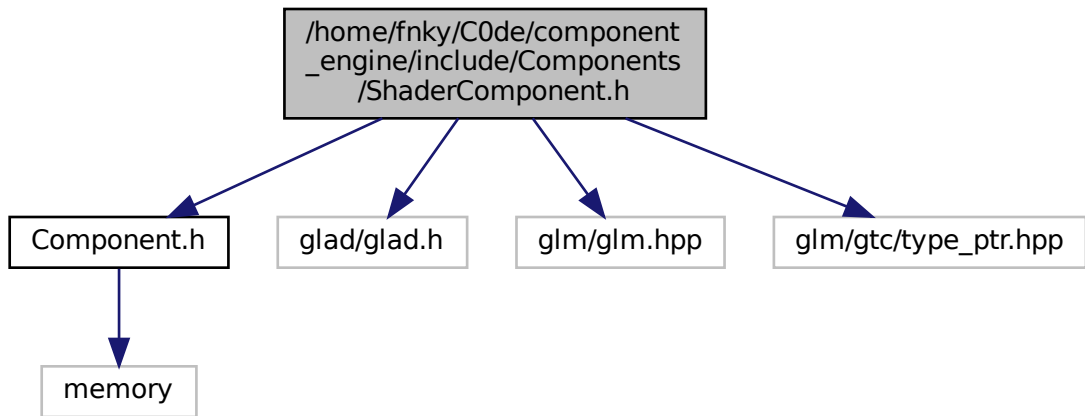 /home/fnky/C0de/component
_engine/include/Components
/ShaderComponent.h
Component.h
glad/glad.h
glm/glm.hpp
glm/gtc/type_ptr.hpp
memory